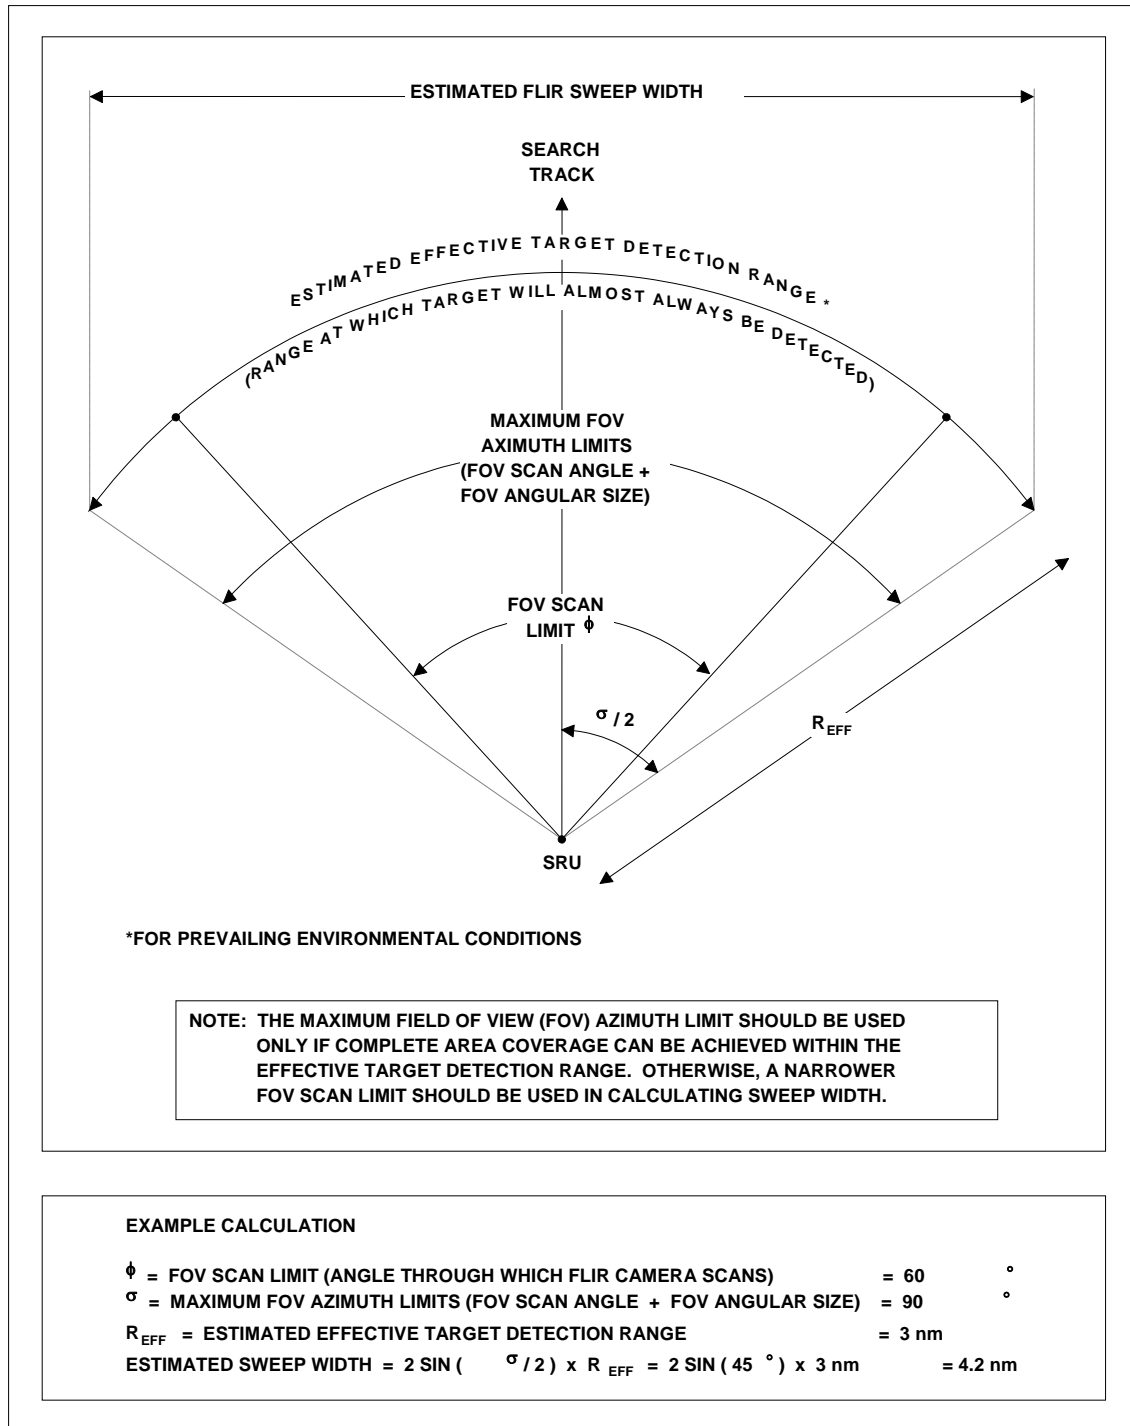 ESTIMATED FLIR SWEEP WIDTH
SEARCH
TRACK
ESTIMATED EFFECTIVE TARGET DETECTION RANGE *
(RANGE AT WHICH TARGET WILL ALMOST ALWAYS BE DETECTED)
MAXIMUM FOV
AXIMUTH LIMITS
(FOV SCAN ANGLE +
FOV ANGULAR SIZE)
FOV SCAN
LIMIT ϕ
σ / 2
R EFF
SRU
*FOR PREVAILING ENVIRONMENTAL CONDITIONS
NOTE: THE MAXIMUM FIELD OF VIEW (FOV) AZIMUTH LIMIT SHOULD BE USED
ONLY IF COMPLETE AREA COVERAGE CAN BE ACHIEVED WITHIN THE
EFFECTIVE TARGET DETECTION RANGE. OTHERWISE, A NARROWER
FOV SCAN LIMIT SHOULD BE USED IN CALCULATING SWEEP WIDTH.
EXAMPLE CALCULATION
ϕ = FOV SCAN LIMIT (ANGLE THROUGH WHICH FLIR CAMERA SCANS) = 60 °
σ = MAXIMUM FOV AZIMUTH LIMITS (FOV SCAN ANGLE + FOV ANGULAR SIZE) = 90 °
R EFF = ESTIMATED EFFECTIVE TARGET DETECTION RANGE = 3 nm
ESTIMATED SWEEP WIDTH = 2 SIN ( σ / 2 ) x R EFF = 2 SIN ( 45 ° ) x 3 nm = 4.2 nm